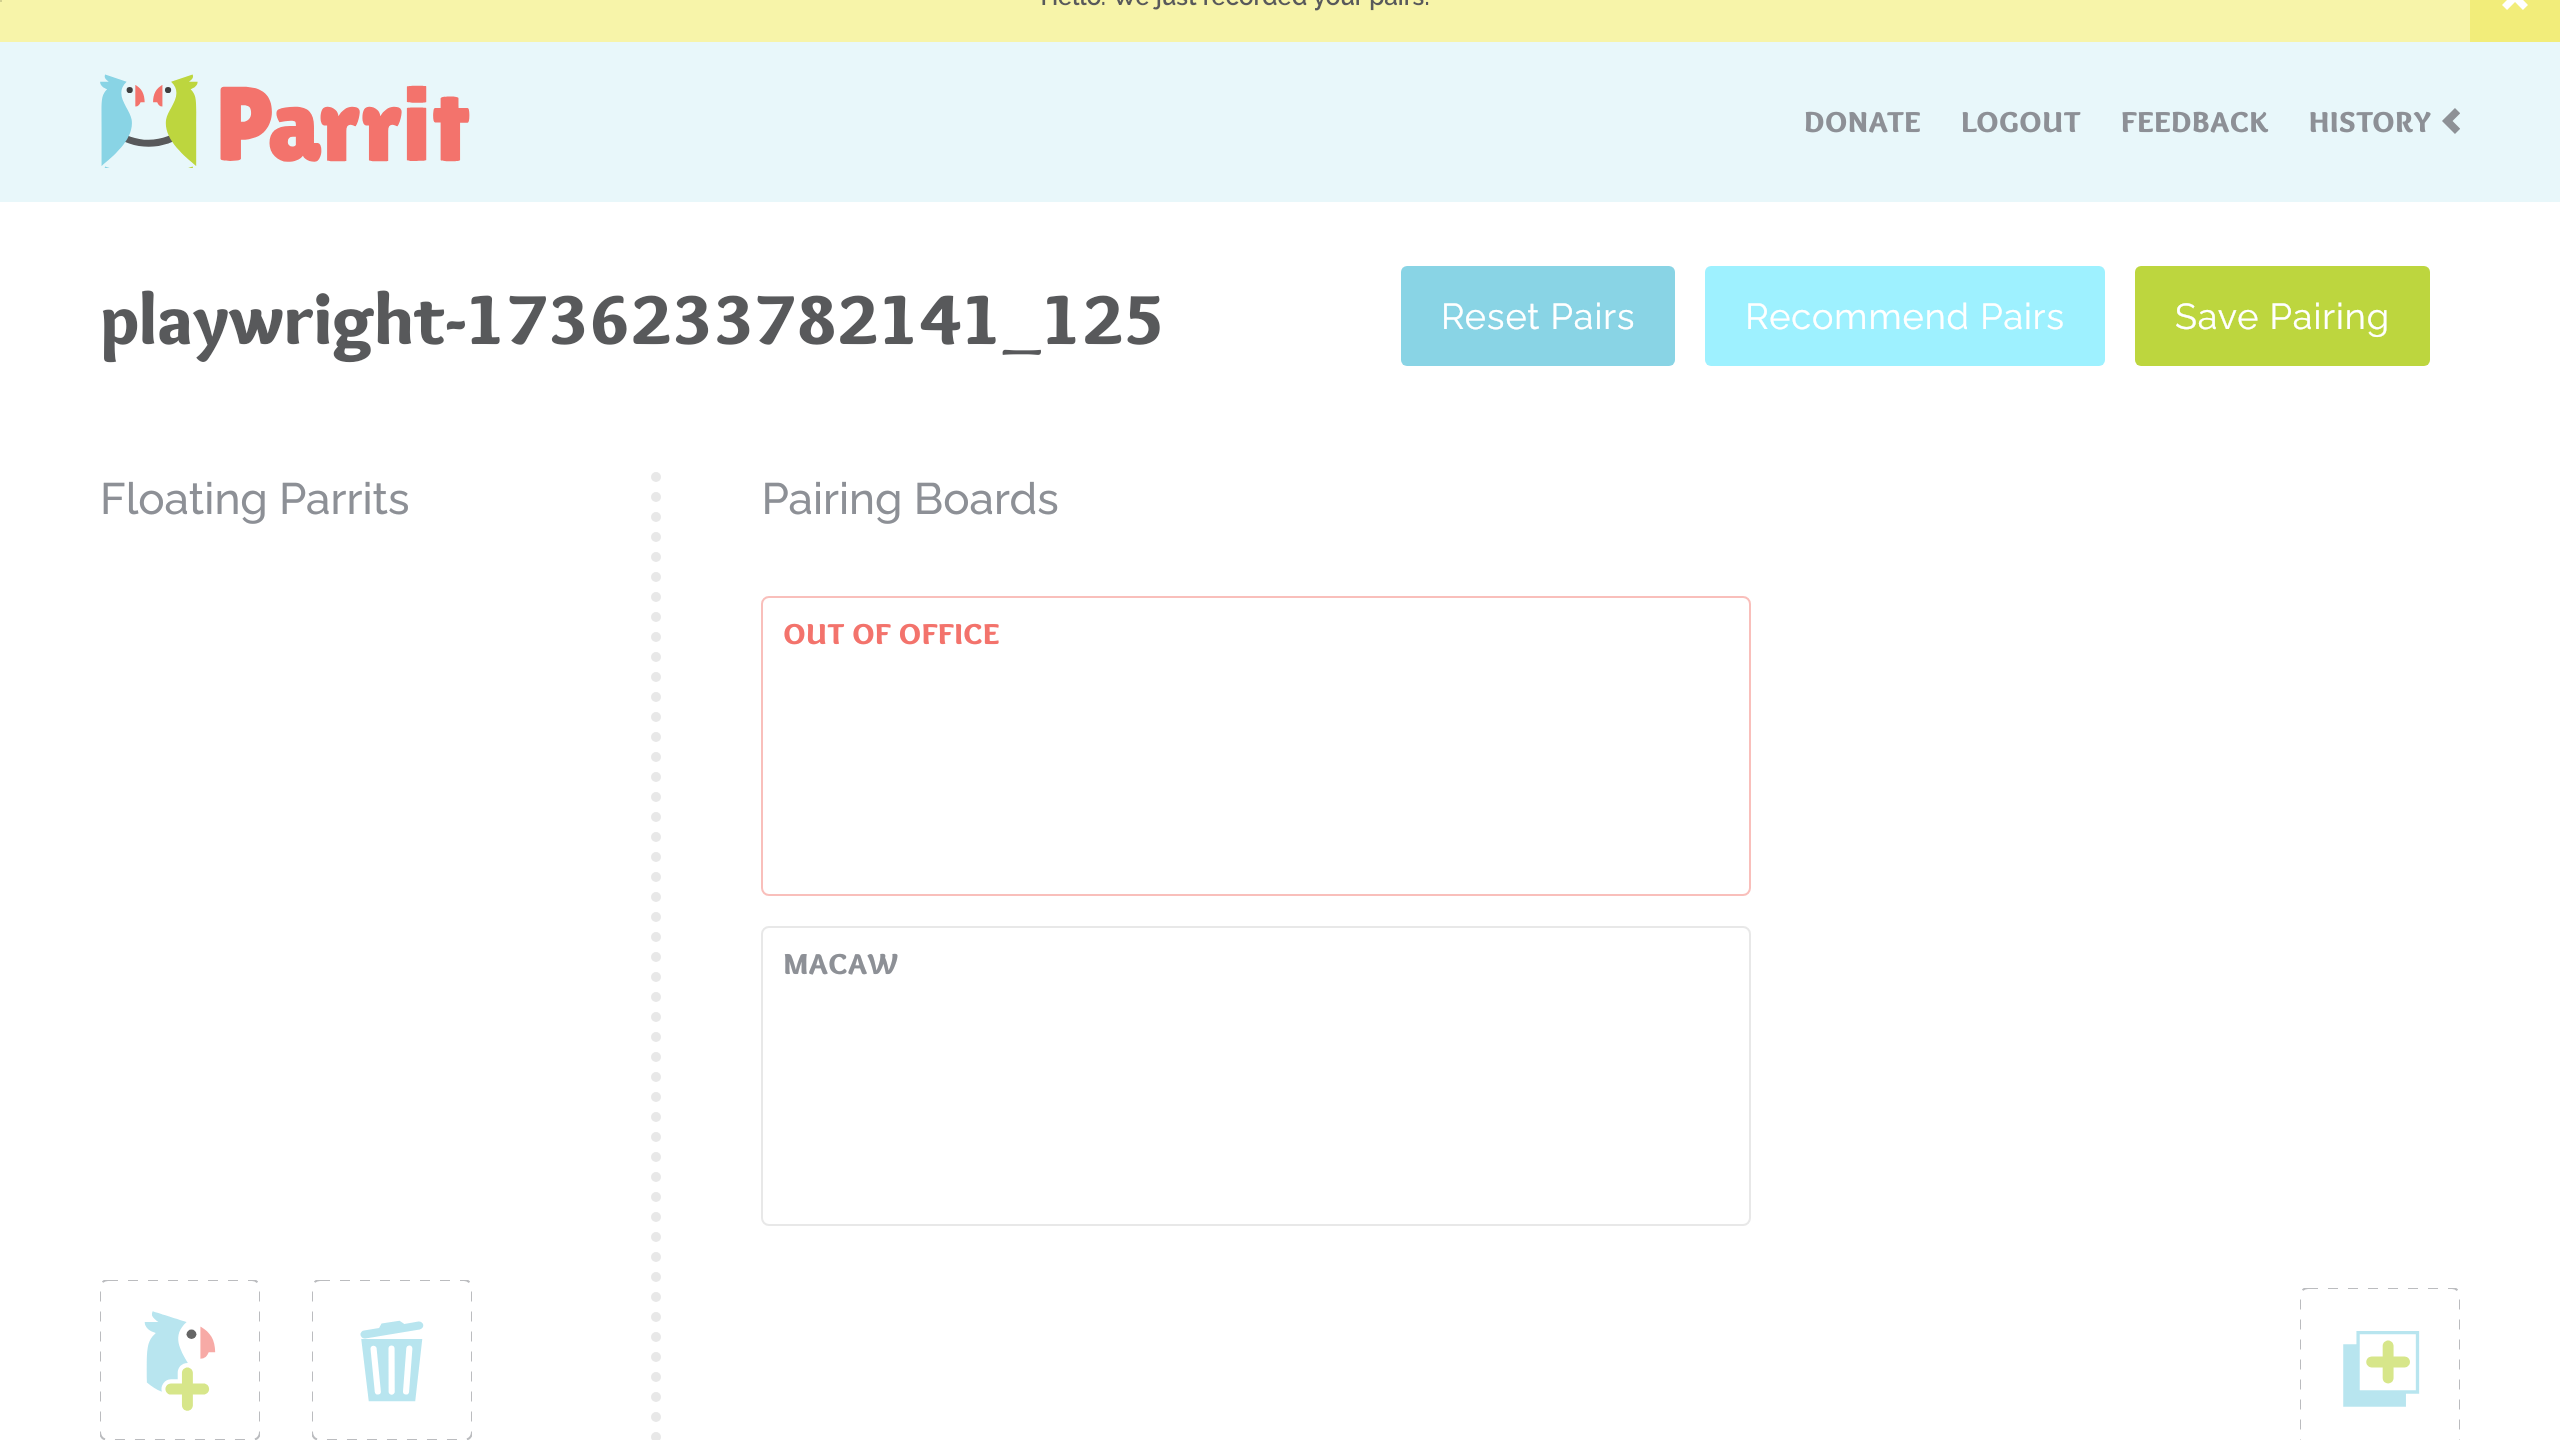 Hello! We just recorded your pairs!
Parrit
DONATE LOGOUT FEEDBACK HISTORY
playwright-1736233782141_125
Reset Pairs
Recommend Pairs
Save Pairing
Floating Parrits
Pairing Boards
OUT OF OFFICE
MACAW